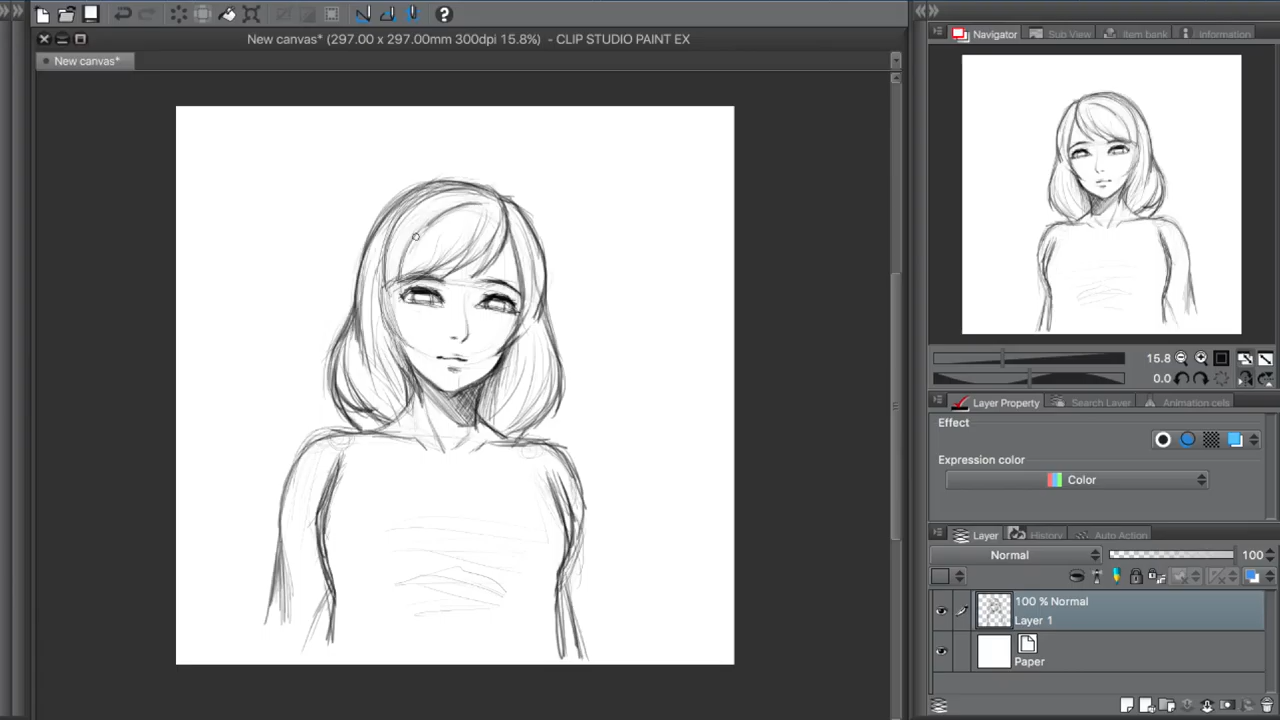 New canvas* (297.00 x 297.00mm 300dpi 15.8%) - CLIP STUDIO PAINT EX
New canvas*
Navigator
Sub View
Item bank
Information
15.8
0.0
Layer Property
Search Layer
Animation cels
Effect
Expression color
Color
Layer
History
Auto Action
Normal
100
100 % Normal
Layer 1
Paper